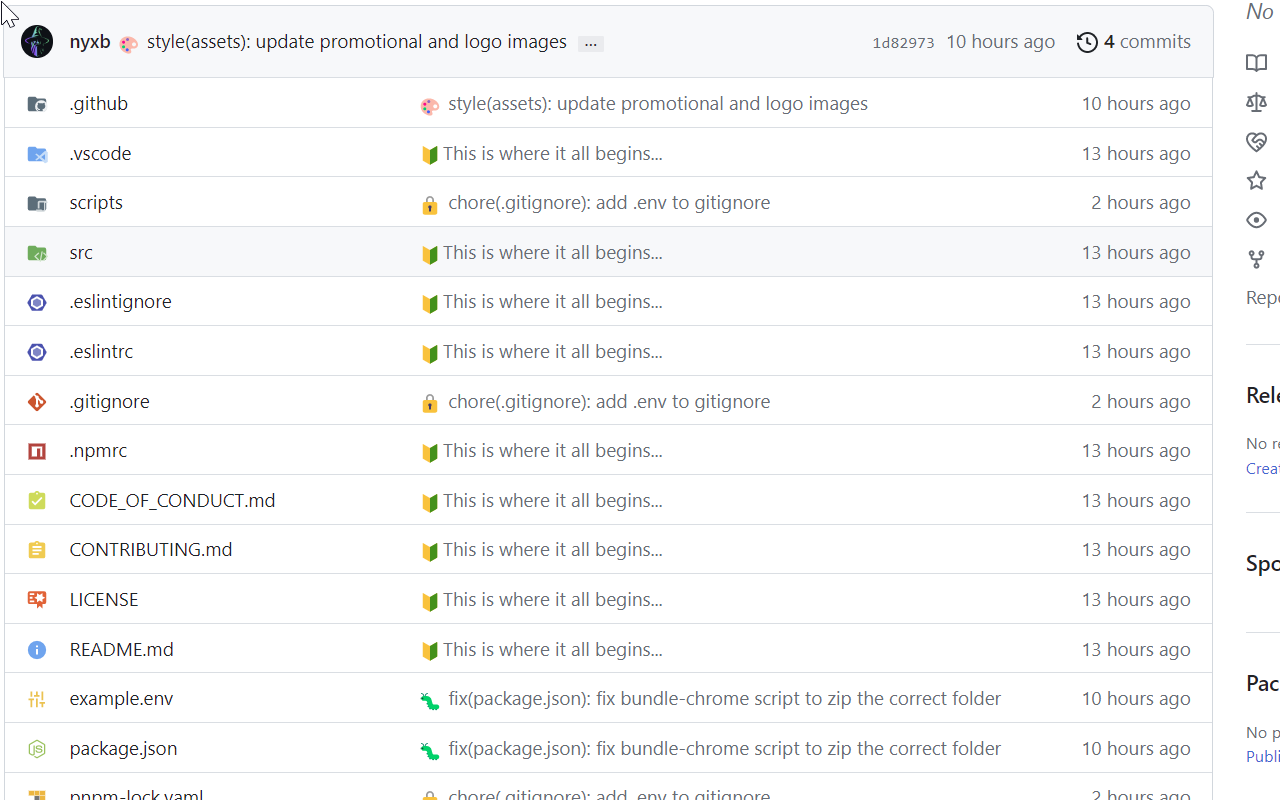 No
nyxb 🎨 style(assets): update promotional and logo images ... 1d82973 10 hours ago 4 commits
.github 🎨 style(assets): update promotional and logo images 10 hours ago
.vscode 🔰 This is where it all begins... 13 hours ago
scripts 🔒 chore(.gitignore): add .env to gitignore 2 hours ago
src 🔰 This is where it all begins... 13 hours ago
.eslintignore 🔰 This is where it all begins... 13 hours ago
.eslintrc 🔰 This is where it all begins... 13 hours ago
.gitignore 🔒 chore(.gitignore): add .env to gitignore 2 hours ago
.npmrc 🔰 This is where it all begins... 13 hours ago
CODE_OF_CONDUCT.md 🔰 This is where it all begins... 13 hours ago
CONTRIBUTING.md 🔰 This is where it all begins... 13 hours ago
LICENSE 🔰 This is where it all begins... 13 hours ago
README.md 🔰 This is where it all begins... 13 hours ago
example.env 🐛 fix(package.json): fix bundle-chrome script to zip the correct folder 10 hours ago
package.json 🐛 fix(package.json): fix bundle-chrome script to zip the correct folder 10 hours ago
pnpm-lock.yaml 🔒 chore(.gitignore): add .env to gitignore 2 hours ago
Repo
Rele
No re
Creat
Spo
Pac
No p
Publi